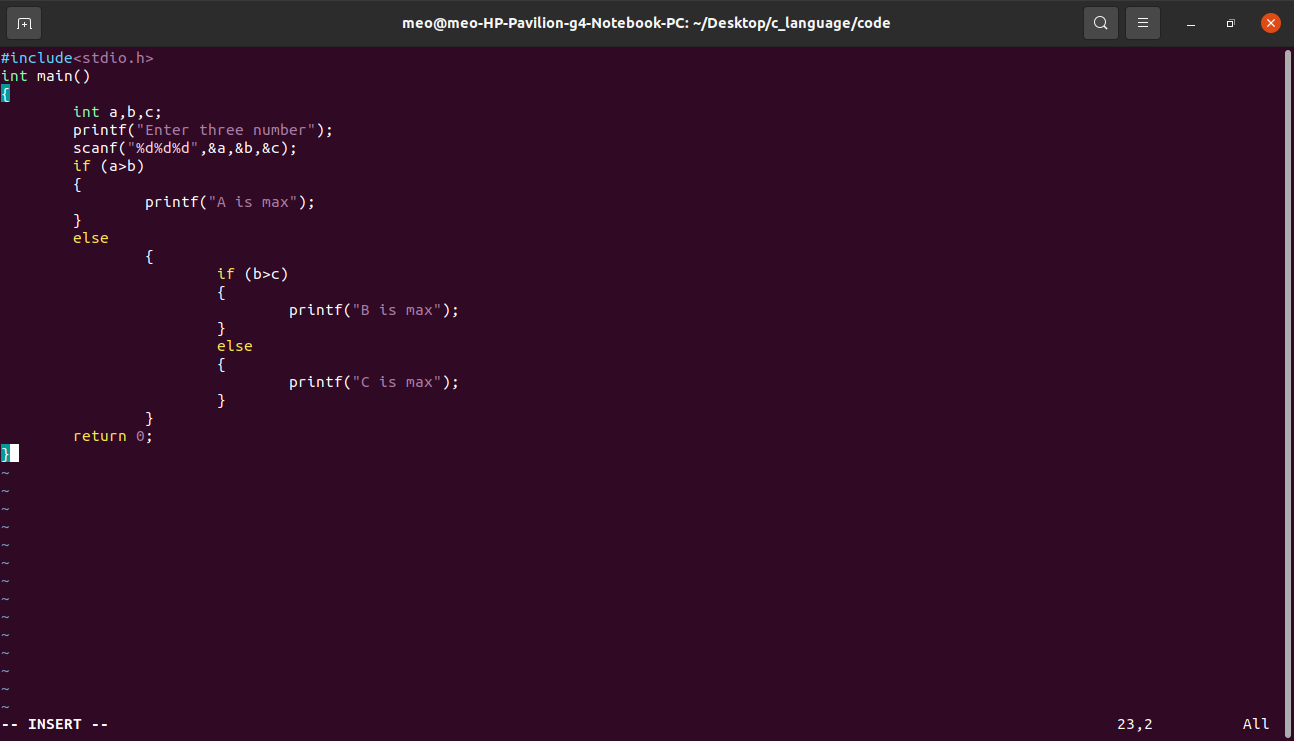 meo@meo-HP-Pavilion-g4-Notebook-PC: ~/Desktop/c_language/code
#include<stdio.h>
int main()
{
        int a,b,c;
        printf("Enter three number");
        scanf("%d%d%d",&a,&b,&c);
        if (a>b)
        {
                printf("A is max");
        }
        else
                {
                        if (b>c)
                        {
                                printf("B is max");
                        }
                        else
                        {
                                printf("C is max");
                        }
                }
        return 0;
}
~
~
~
~
~
~
~
~
~
~
~
~
~
~
-- INSERT -- 23,2 All